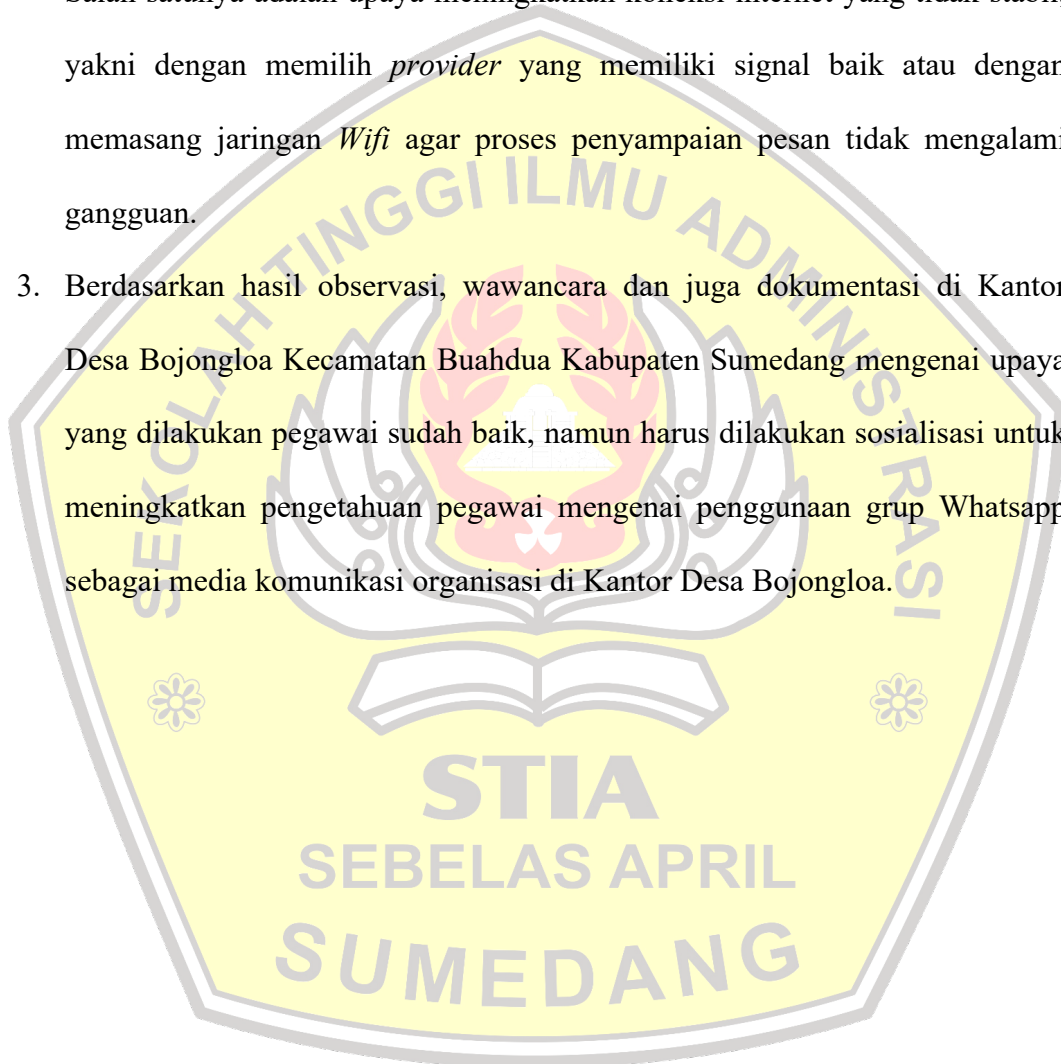 yakni dengan memilih provider yang memiliki signal baik atau dengan
memasang jaringan Wifi agar proses penyampaian pesan tidak mengalami
gangguan.
3. Berdasarkan hasil observasi, wawancara dan juga dokumentasi di Kantor
Desa Bojongloa Kecamatan Buahdua Kabupaten Sumedang mengenai upaya
yang dilakukan pegawai sudah baik, namun harus dilakukan sosialisasi untuk
meningkatkan pengetahuan pegawai mengenai penggunaan grup Whatsapp
sebagai media komunikasi organisasi di Kantor Desa Bojongloa.
SEKOLAH TINGGI ILMU ADMINISTRASI
STIA
SEBELAS APRIL
SUMEDANG